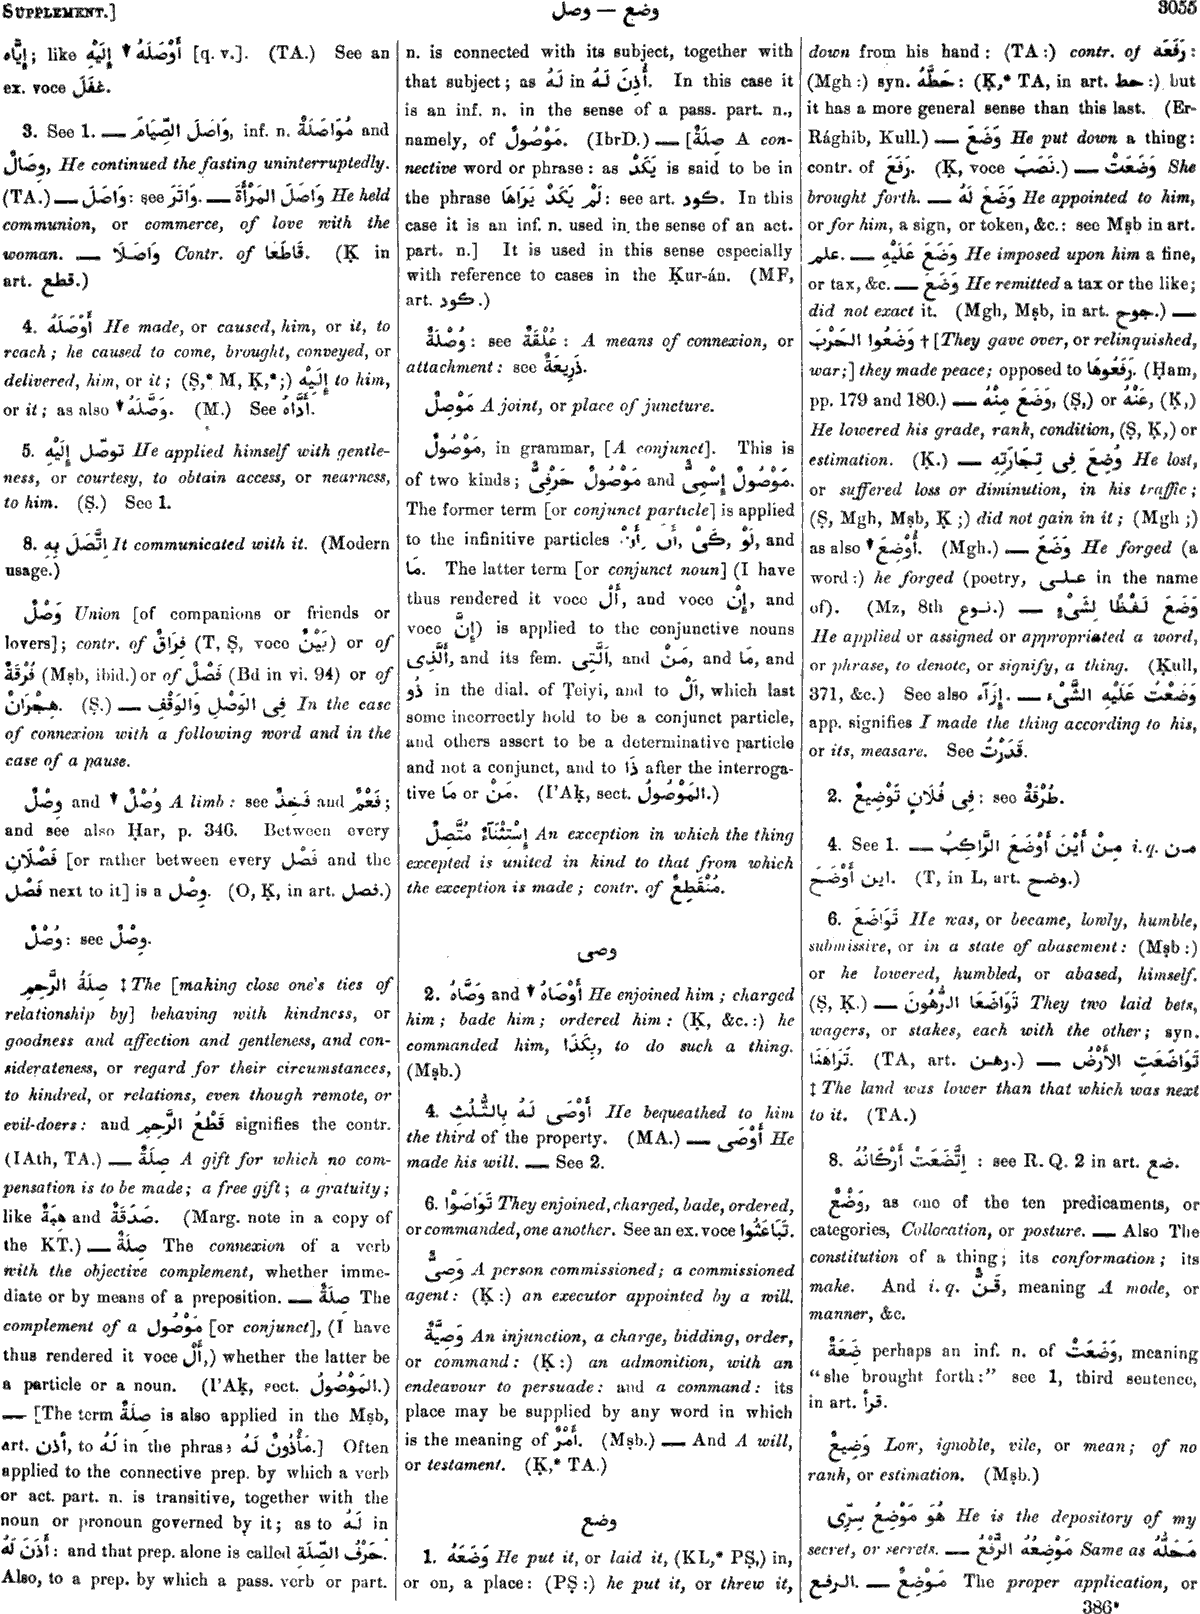 SUPPLEMENT.]
وصل — وضع
3055
إِيَّاه; like أَوْصَلَهُ ▼ إِلَيْهِ [q. v.]. (TA.) See an
ex. voce غَفَلَ.
3. See 1. — وَاصَلَ الصِّيَامَ, inf. n. مُوَاصَلَةٌ and
وِصَالٌ, He continued the fasting uninterruptedly.
(TA.) — وَاصَلَ: see وَاتَرَ. — وَاصَلَ المَرْأَةَ He held
communion, or commerce, of love with the
woman. — وَاصَلَا Contr. of قَاطَعَا. (Ḳ in
art. قطع.)
4. أَوْصَلَهُ He made, or caused, him, or it, to
reach; he caused to come, brought, conveyed, or
delivered, him, or it; (Ṣ,* M, Ḳ,*;) إِلَيْهِ to him,
or it; as also ▼ وَصَّلَهُ. (M.) See أَدَّاهُ.
5. توصّل إِلَيْهِ He applied himself with gentle-
ness, or courtesy, to obtain access, or nearness,
to him. (Ṣ.) See 1.
8. اِتَّصَلَ بِهِ It communicated with it. (Modern
usage.)
وَصْلٌ Union [of companions or friends or
lovers]; contr. of فِرَاقٌ (T, Ṣ, voce بَيْنٌ) or of
فُرْقَةٌ (Mṣb, ibid.) or of فَصْلٌ (Bd in vi. 94) or of
هِجْرَانٌ. (Ṣ.) — فِى الوَصْلِ وَالوَقْفِ In the case
of connexion with a following word and in the
case of a pause.
وِصْلٌ and ▼ وُصْلٌ A limb: see فَخِذٌ and فَعْمٌ;
and see also Ḥar, p. 346. Between every
فَصْلَانِ [or rather between every فَصْل and the
فَصْل next to it] is a وِصْل. (O, Ḳ, in art. فصل.)
وُصْلٌ: see وِصْلٌ.
صِلَةُ الرَّحِمِ ‡ The [making close one's ties of
relationship by] behaving with kindness, or
goodness and affection and gentleness, and con-
siderateness, or regard for their circumstances,
to kindred, or relations, even though remote, or
evil-doers: and قَطْعُ الرَّحِمِ signifies the contr.
(IAth, TA.) — صِلَةٌ A gift for which no com-
pensation is to be made; a free gift; a gratuity;
like هِبَةٌ and صَدَقَةٌ. (Marg. note in a copy of
the KT.) — صِلَةٌ The connexion of a verb
with the objective complement, whether imme-
diate or by means of a preposition. — صِلَةٌ The
complement of a مَوْصُول [or conjunct], (I have
thus rendered it voce أَلْ,) whether the latter be
a particle or a noun. (I'Aḳ, sect. المَوْصُولُ.)
— [The term صِلَةٌ is also applied in the Mṣb,
art. أذن, to لَهُ in the phrase مَأْذُونٌ لَهُ.] Often
applied to the connective prep. by which a verb
or act. part. n. is transitive, together with the
noun or pronoun governed by it; as to لَهُ in
أَذِنَ لَهُ: and that prep. alone is called حَرْفُ الصِّلَةِ.
Also, to a prep. by which a pass. verb or part.
n. is connected with its subject, together with
that subject; as لَهُ in أُذِنَ لَهُ. In this case it
is an inf. n. in the sense of a pass. part. n.,
namely, of مَوْصُولٌ. (IbrD.) — [صِلَةٌ A con-
nective word or phrase: as يَكَدْ is said to be in
the phrase لَمْ يَكَدْ يَرَاهَا: see art. كود. In this
case it is an inf. n. used in the sense of an act.
part. n.] It is used in this sense especially
with reference to cases in the Ḳur-án. (MF,
art. كود.)
وُصْلَةٌ: see عُلْقَةٌ: A means of connexion, or
attachment: see ذَرِيعَةٌ.
مَوْصِلٌ A joint, or place of juncture.
مَوْصُولٌ, in grammar, [A conjunct]. This is
of two kinds; مَوْصُولٌ حَرْفِىٌّ and مَوْصُولٌ إِسْمِىٌّ.
The former term [or conjunct particle] is applied
to the infinitive particles أَنْ, أَنَّ, كَىْ, لَوْ, and
مَا. The latter term [or conjunct noun] (I have
thus rendered it voce أَلْ, and voce إِنْ, and
voce إِنَّ) is applied to the conjunctive nouns
أَلَّذِى, and its fem. اَلَّتِى, and مَنْ, and مَا, and
ذُو in the dial. of Ṭeiyi, and to اَلْ, which last
some incorrectly hold to be a conjunct particle,
and others assert to be a determinative particle
and not a conjunct, and to ذَا after the interroga-
tive مَا or مَنْ. (I'Aḳ, sect. المَوْصُولُ.)
إِسْتِثْنَآءٌ مُتَّصِلٌ An exception in which the thing
excepted is united in kind to that from which
the exception is made; contr. of مُنْقَطِعٌ.
وصى
2. وَصَّاهُ and ▼ أَوْصَاهُ He enjoined him; charged
him; bade him; ordered him: (Ḳ, &c.:) he
commanded him, بِكَذَا, to do such a thing.
(Mṣb.)
4. أَوْصَى لَهُ بِالثُّلُثِ He bequeathed to him
the third of the property. (MA.) — أَوْصَى He
made his will. — See 2.
6. تَوَاصَوْا They enjoined, charged, bade, ordered,
or commanded, one another. See an ex. voce تَبَاعَثُوا.
وَصِىٌّ A person commissioned; a commissioned
agent: (Ḳ:) an executor appointed by a will.
وَصِيَّةٌ An injunction, a charge, bidding, order,
or command: (Ḳ:) an admonition, with an
endeavour to persuade: and a command: its
place may be supplied by any word in which
is the meaning of أَمْرٌ. (Mṣb.) — And A will,
or testament. (Ḳ,* TA.)
وضع
1. وَضَعَهُ He put it, or laid it, (KL,* PṢ,) in,
or on, a place: (PṢ:) he put it, or threw it,
down from his hand: (TA:) contr. of رَفَعَهُ:
(Mgh:) syn. حَطَّهُ: (Ḳ,* TA, in art. حط:) but
it has a more general sense than this last. (Er-
Rághib, Kull.) — وَضَعَ He put down a thing:
contr. of رَفَعَ. (Ḳ, voce نَصَبَ.) — وَضَعَتْ She
brought forth. — وَضَعَ لَهُ He appointed to him,
or for him, a sign, or token, &c.: see Mṣb in art.
علم. — وَضَعَ عَلَيْهِ He imposed upon him a fine,
or tax, &c. — وَضَعَ He remitted a tax or the like;
did not exact it. (Mgh, Mṣb, in art. جوح.) —
وَضَعُوا الحَرْبَ † [They gave over, or relinquished,
war;] they made peace; opposed to رَفَعُوهَا. (Ḥam,
pp. 179 and 180.) — وَضَعَ مِنْهُ, (Ṣ,) or عَنْهُ, (Ḳ,)
He lowered his grade, rank, condition, (Ṣ, Ḳ,) or
estimation. (Ḳ.) — وُضِعَ فِى تِجَارَتِهِ He lost,
or suffered loss or diminution, in his traffic;
(Ṣ, Mgh, Mṣb, Ḳ;) did not gain in it; (Mgh;)
as also ▼ أُوضِعَ. (Mgh.) — وَضَعَ He forged (a
word:) he forged (poetry, على in the name
of). (Mz, 8th نوع.) — وَضَعَ لَفْظًا لِشَىْءٍ
He applied or assigned or appropriated a word,
or phrase, to denote, or signify, a thing. (Kull,
371, &c.) See also إِزَآء. — وَضَعْتُ عَلَيْهِ الشَّىْء
app. signifies I made the thing according to his,
or its, measure. See قَدَرْتُ.
2. فِى فُلَانٍ تَوْضِيعٌ: see طُرْقَةٌ.
4. See 1. — مِنْ أَيْنَ أَوْضَعَ الرَّاكِبُ i. q. من
اين أَوْضَحَ. (T, in L, art. وضح.)
6. تَوَاضَعَ He was, or became, lowly, humble,
submissive, or in a state of abasement: (Mṣb:)
or he lowered, humbled, or abased, himself.
(Ṣ, Ḳ.) — تَوَاضَعَا الرُّهُونَ They two laid bets,
wagers, or stakes, each with the other; syn.
تَرَاهَنَا. (TA, art. رهن.) — تَوَاضَعَتِ الأَرْضُ
‡ The land was lower than that which was next
to it. (TA.)
8. اِتَّضَعَتْ أَرْكَانُهُ : see R. Q. 2 in art. ضع.
وَضْعٌ, as one of the ten predicaments, or
categories, Collocation, or posture. — Also The
constitution of a thing; its conformation; its
make. And i. q. فَنٌّ, meaning A mode, or
manner, &c.
ضَعَةٌ perhaps an inf. n. of وَضَعَتْ, meaning
“she brought forth:” see 1, third sentence,
in art. قرأ.
وَضِيعٌ Low, ignoble, vile, or mean; of no
rank, or estimation. (Mṣb.)
هُوَ مَوْضِعُ سِرِّى He is the depository of my
secret, or secrets. — مَوْضِعُهُ الرَّفْعُ Same as مَحَلُّهُ
الرفع. — مَوْضِعٌ The proper application, or
386*